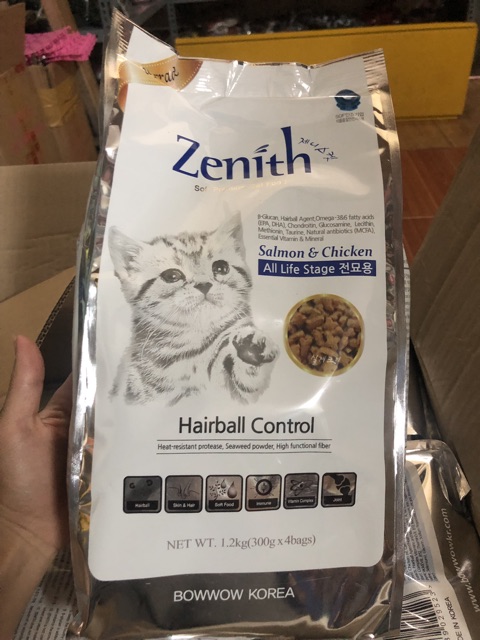 Zenith
β-Glucan, Hairball Agent, Omega-3&6 fatty acids
(EPA, DHA), Chondroitin, Glucosamine, Lecithin,
Methionin, Taurine, Natural antibiotics (MCFA),
Essential Vitamin & Mineral
Salmon & Chicken
All Life Stage 전묘용
Hairball Control
Heat-resistant protease, Seaweed powder, High functional fiber
Hairball
Skin & Hair
Soft Food
Immune
Vitamin Complex
Joint
NET WT. 1.2kg(300g x 4bags)
BOWWOW KOREA